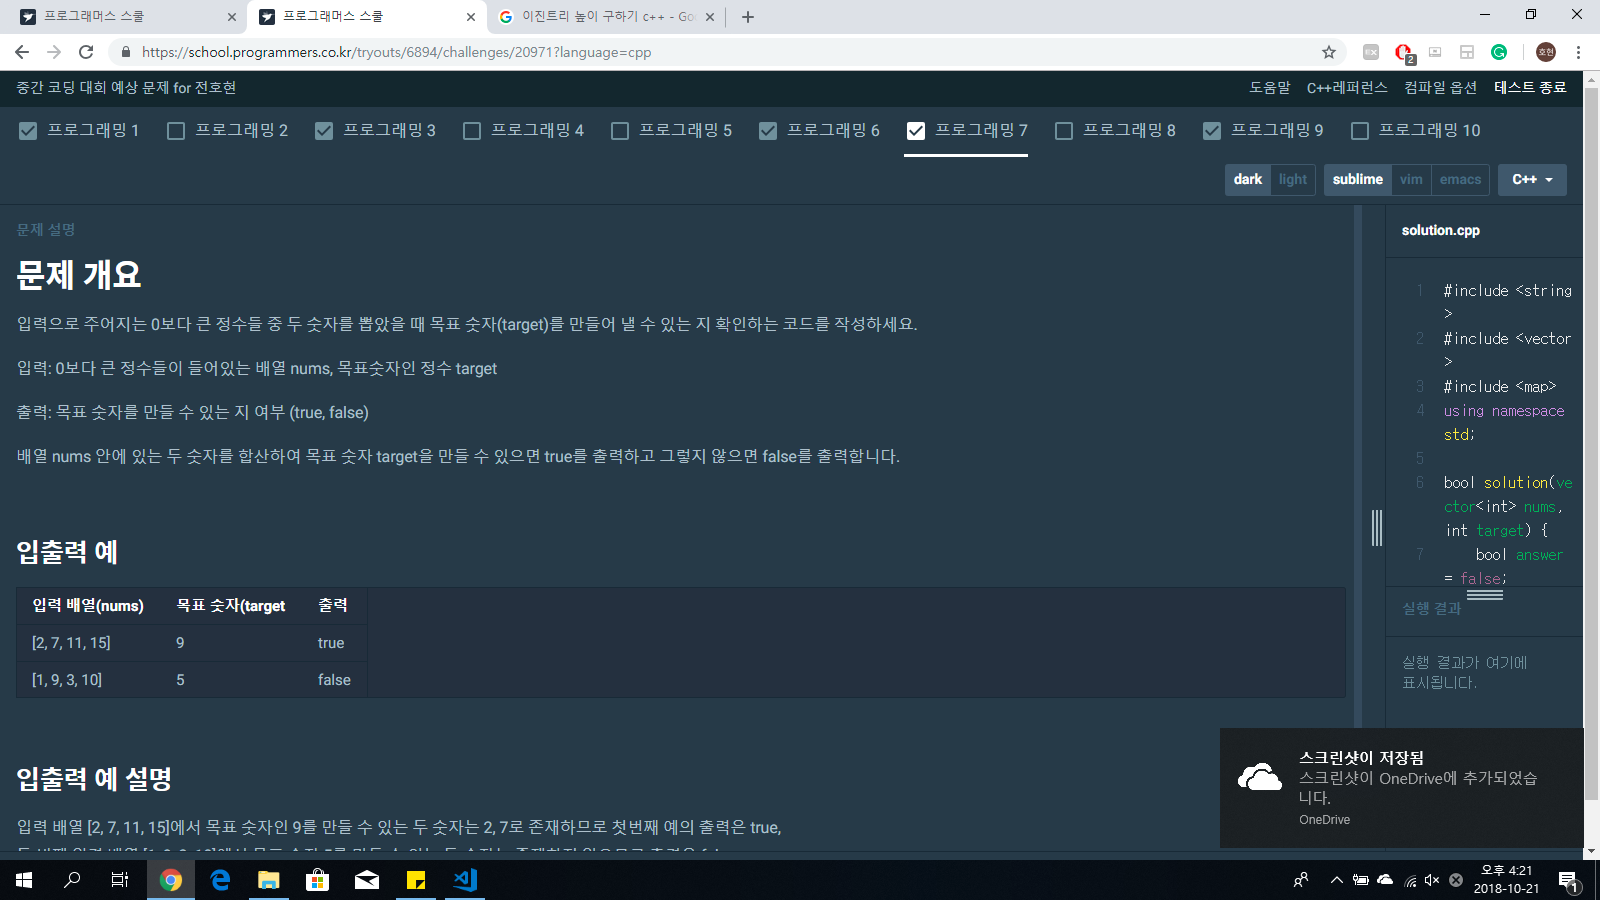 프로그래머스 스쿨
프로그래머스 스쿨
이진트리 높이 구하기 c++ - Go
https://school.programmers.co.kr/tryouts/6894/challenges/20971?language=cpp
2
호현
중간 코딩 대회 예상 문제 for 전호현
도움말 C++레퍼런스 컴파일 옵션 테스트 종료
프로그래밍 1 프로그래밍 2 프로그래밍 3 프로그래밍 4 프로그래밍 5 프로그래밍 6 프로그래밍 7 프로그래밍 8 프로그래밍 9 프로그래밍 10
dark light sublime vim emacs C++
문제 설명
문제 개요
입력으로 주어지는 0보다 큰 정수들 중 두 숫자를 뽑았을 때 목표 숫자(target)를 만들어 낼 수 있는 지 확인하는 코드를 작성하세요.
입력: 0보다 큰 정수들이 들어있는 배열 nums, 목표숫자인 정수 target
출력: 목표 숫자를 만들 수 있는 지 여부 (true, false)
배열 nums 안에 있는 두 숫자를 합산하여 목표 숫자 target을 만들 수 있으면 true를 출력하고 그렇지 않으면 false를 출력합니다.
입출력 예
입력 배열(nums) 목표 숫자(target 출력
[2, 7, 11, 15] 9 true
[1, 9, 3, 10] 5 false
입출력 예 설명
입력 배열 [2, 7, 11, 15]에서 목표 숫자인 9를 만들 수 있는 두 숫자는 2, 7로 존재하므로 첫번째 예의 출력은 true,
solution.cpp
1 #include <string
>
2 #include <vector
>
3 #include <map>
4 using namespace
std;
5
6 bool solution(ve
ctor<int> nums,
int target) {
7 bool answer
= false;
실행 결과
실행 결과가 여기에
표시됩니다.
스크린샷이 저장됨
스크린샷이 OneDrive에 추가되었습
니다.
OneDrive
오후 4:21
2018-10-21
1